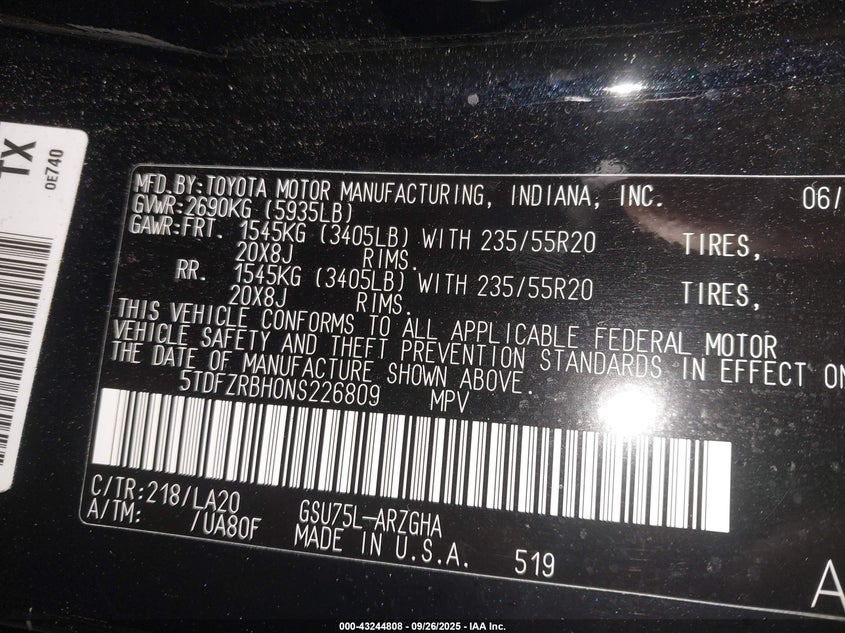 TX
0E740
MFD.BY:TOYOTA MOTOR MANUFACTURING, INDIANA, INC. 06/
GVWR:2690KG (5935LB)
GAWR:FRT. 1545KG (3405LB) WITH 235/55R20 TIRES,
20X8J RIMS.
RR. 1545KG (3405LB) WITH 235/55R20 TIRES,
20X8J RIMS.
THIS VEHICLE CONFORMS TO ALL APPLICABLE FEDERAL MOTOR
VEHICLE SAFETY AND THEFT PREVENTION STANDARDS IN EFFECT ON
THE DATE OF MANUFACTURE SHOWN ABOVE.
5TDFZRBH0NS226809 MPV
C/TR:218/LA20 GSU75L-ARZGHA
A/TM: /UA80F MADE IN U.S.A. 519
A
000-43244808 - 09/26/2025 - IAA Inc.